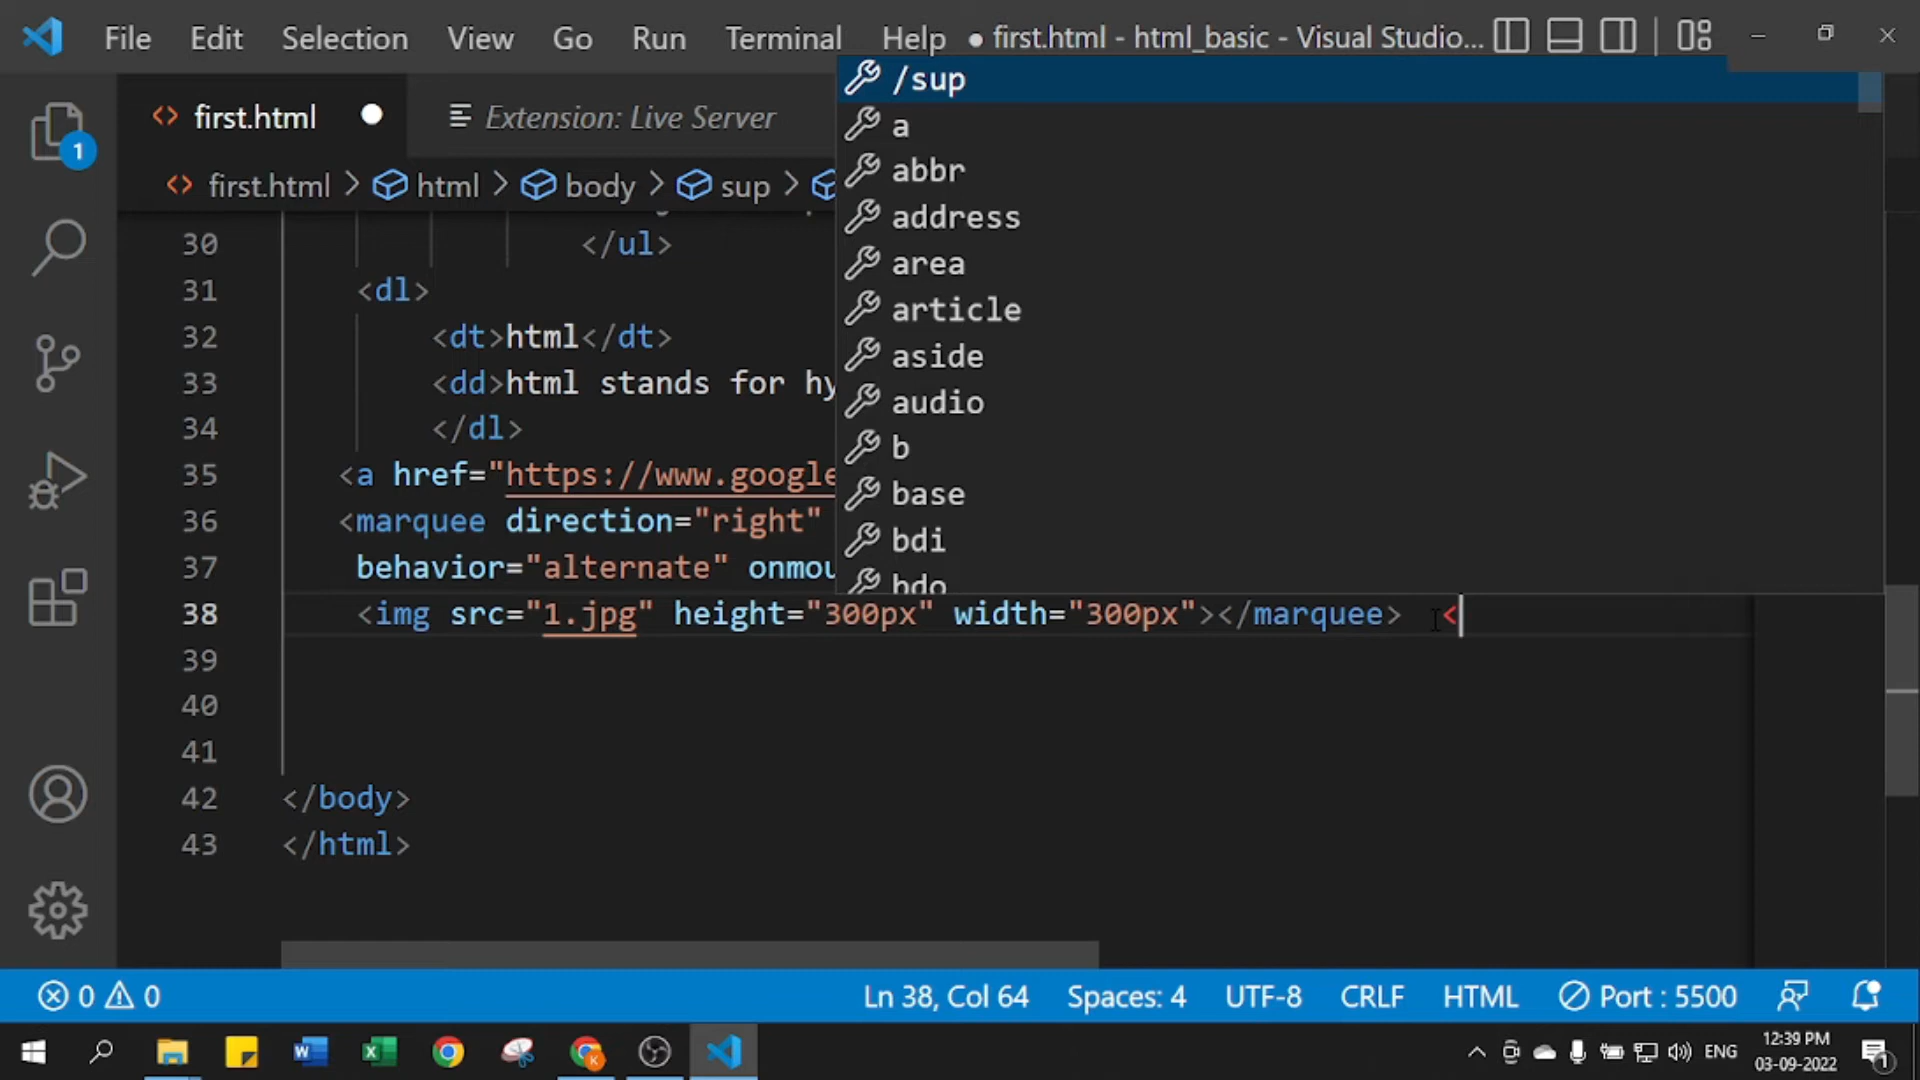 File Edit Selection View Go Run Terminal Help ● first.html - html_basic - Visual Studio...
first.html ● Extension: Live Server
first.html > html > body > sup >
/sup
a
abbr
address
area
article
aside
audio
b
base
bdi
bdo
30 </ul>
31 <dl>
32 <dt>html</dt>
33 <dd>html stands for hy
34 </dl>
35 <a href="https://www.google
36 <marquee direction="right"
37 behavior="alternate" onmou
38 <img src="1.jpg" height="300px" width="300px"></marquee> <
39
40
41
42 </body>
43 </html>
1
0 0 Ln 38, Col 64 Spaces: 4 UTF-8 CRLF HTML Port : 5500
ENG 12:39 PM
03-09-2022
1